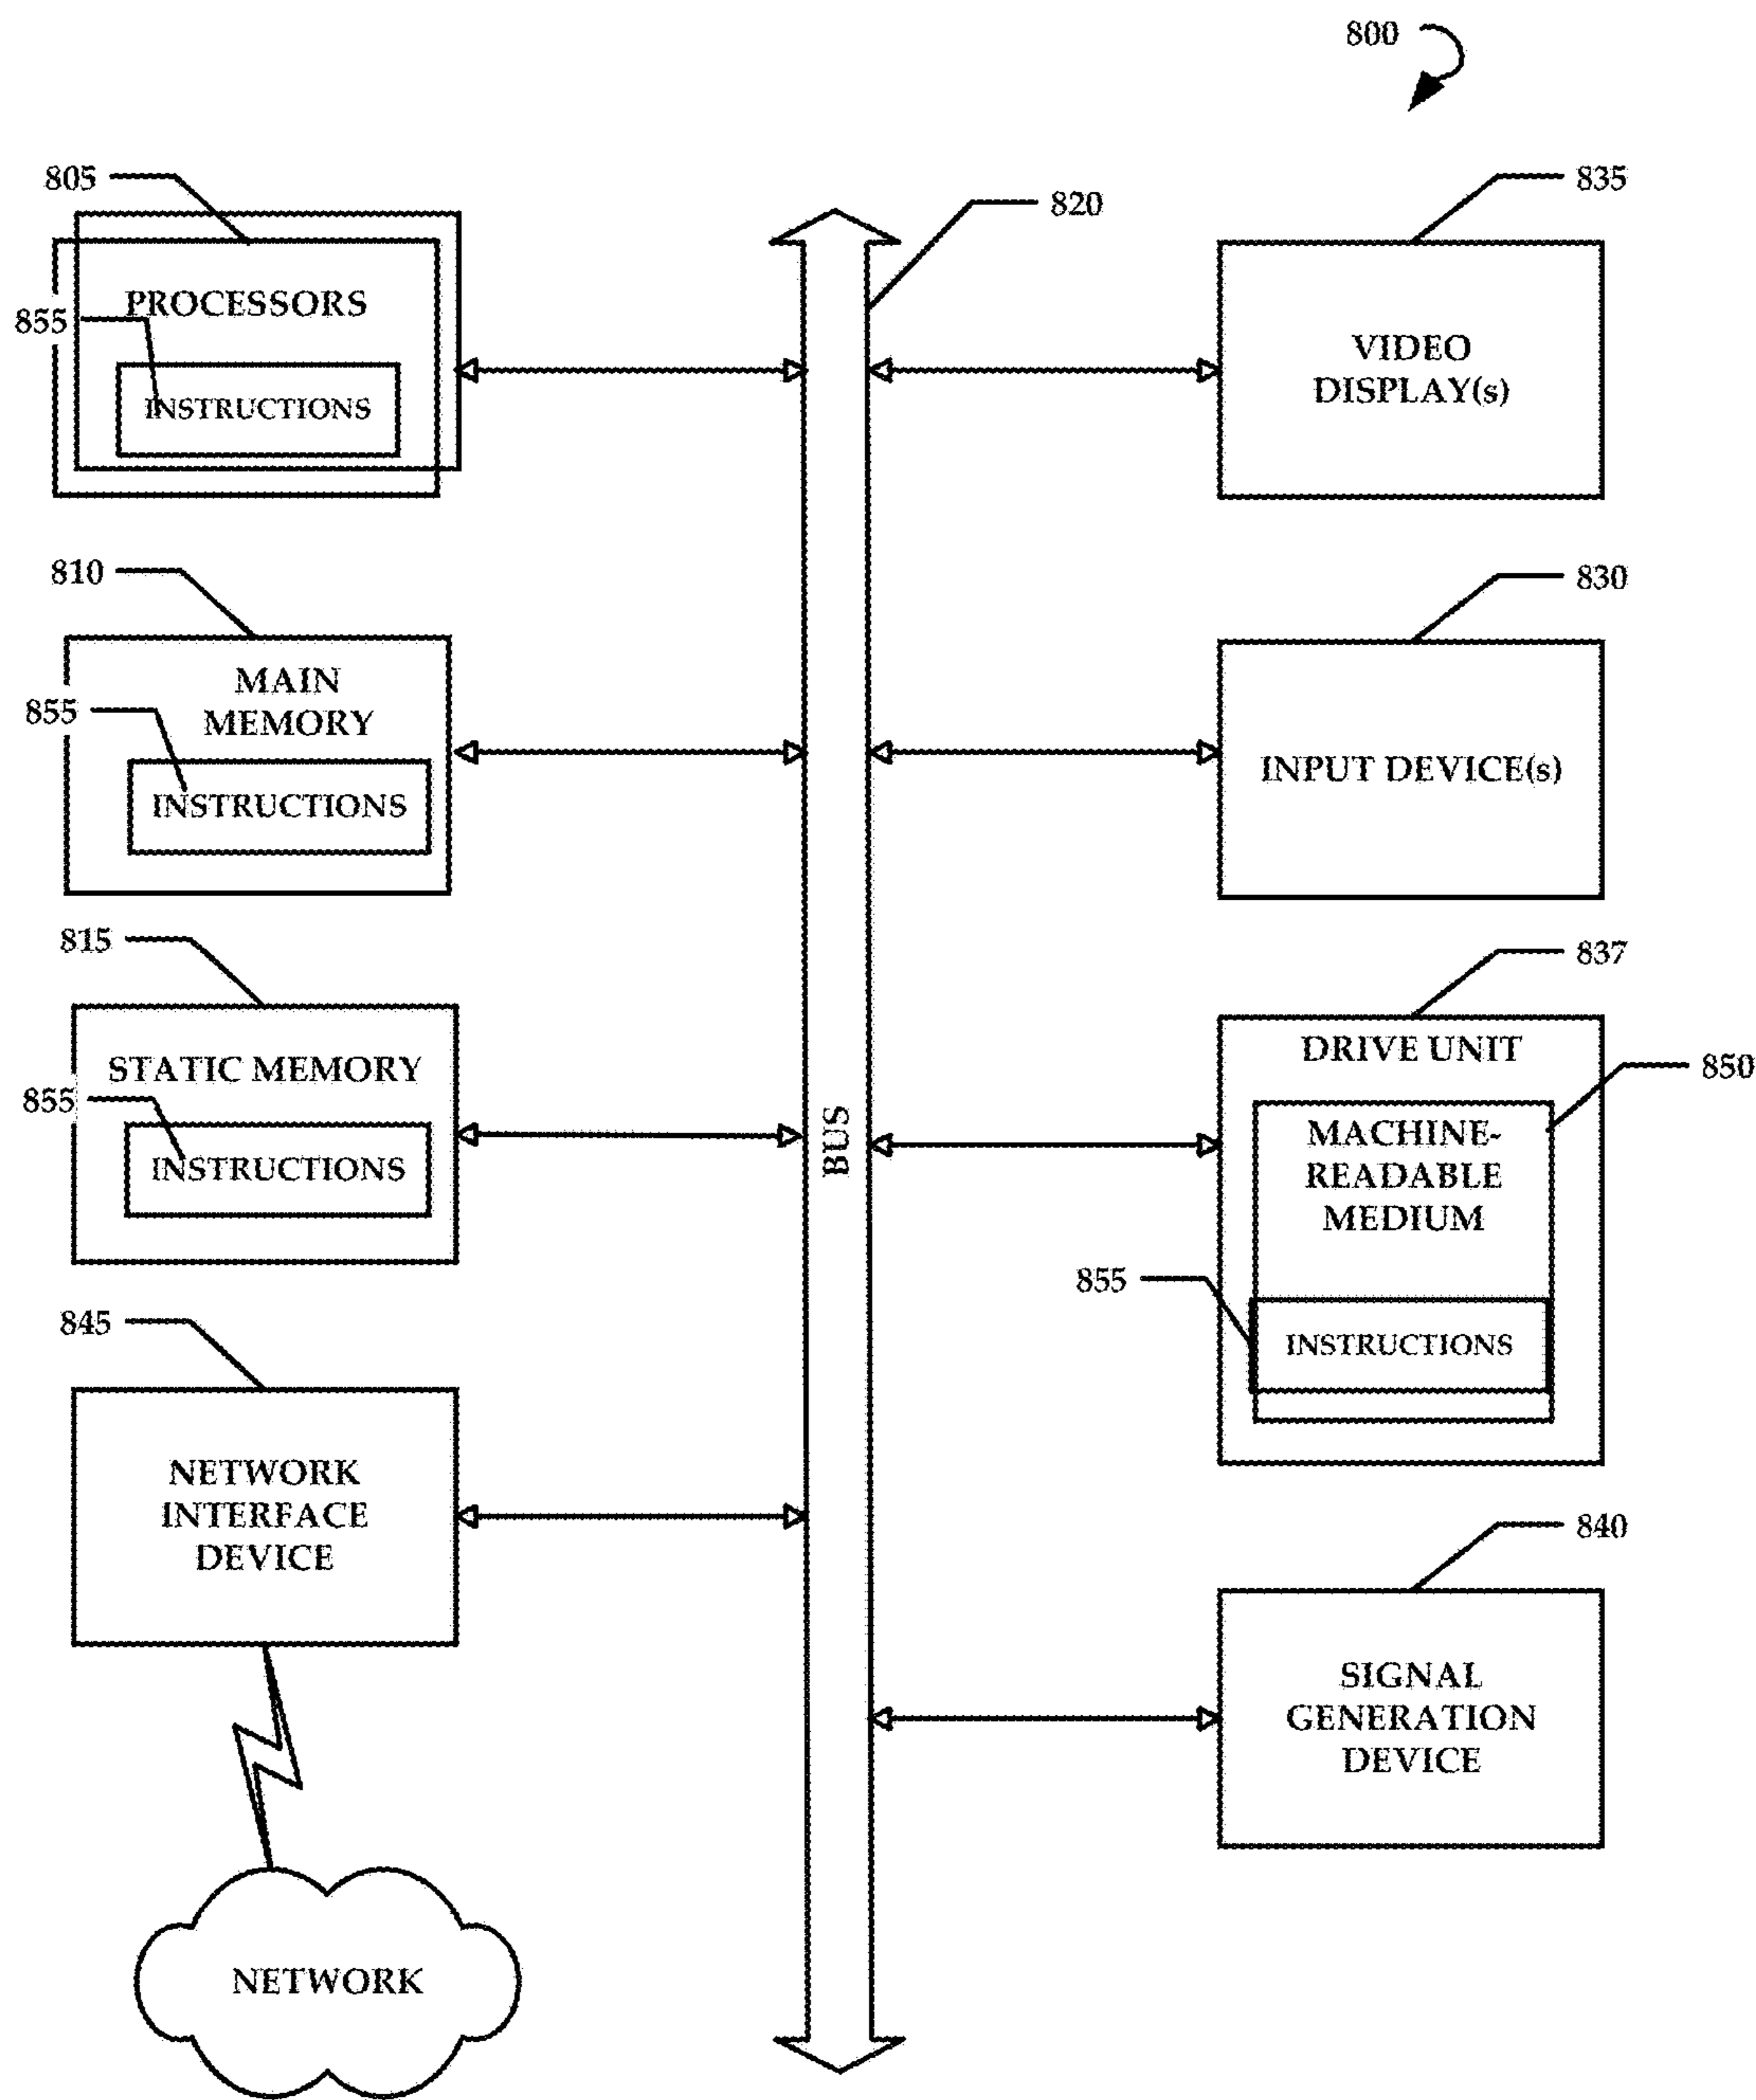 800
805
PROCESSORS
855
INSTRUCTIONS
810
MAIN
MEMORY
855
INSTRUCTIONS
815
STATIC MEMORY
855
INSTRUCTIONS
845
NETWORK
INTERFACE
DEVICE
NETWORK
820
BUS
835
VIDEO
DISPLAY(s)
830
INPUT DEVICE(s)
837
DRIVE UNIT
850
MACHINE-
READABLE
MEDIUM
855
INSTRUCTIONS
840
SIGNAL
GENERATION
DEVICE